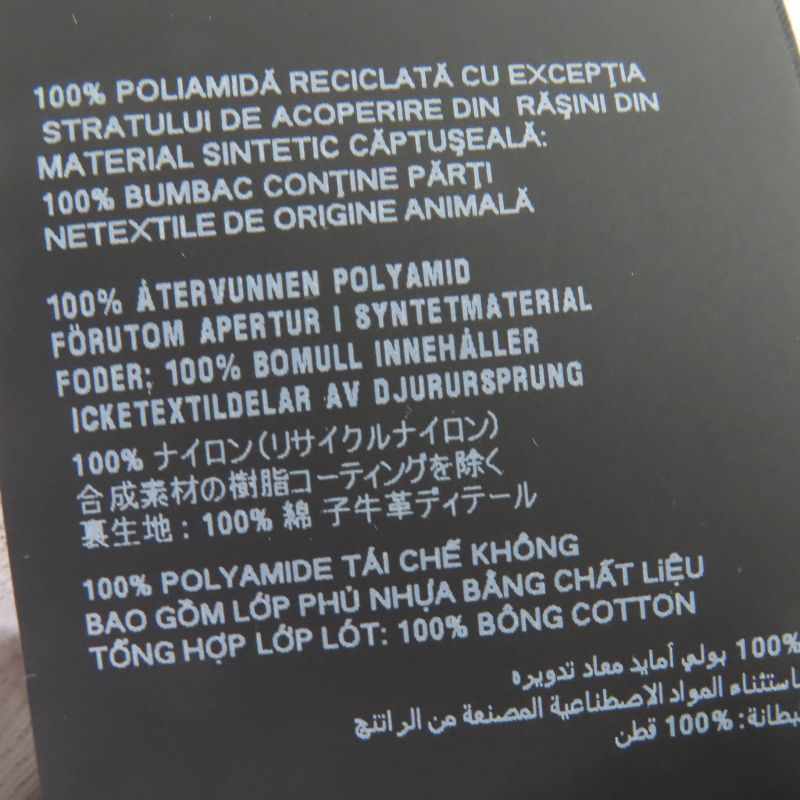 100% POLIAMIDĂ RECICLATĂ CU EXCEPŢIA
STRATULUI DE ACOPERIRE DIN RĂŞINI DIN
MATERIAL SINTETIC CĂPTUŞEALĂ:
100% BUMBAC CONŢINE PĂRŢI
NETEXTILE DE ORIGINE ANIMALĂ
100% ÅTERVUNNEN POLYAMID
FÖRUTOM APERTUR I SYNTETMATERIAL
FODER: 100% BOMULL INNEHÅLLER
ICKETEXTILDELAR AV DJURURSPRUNG
100% ナイロン(リサイクルナイロン)
合成素材の樹脂コーティングを除く
裏生地: 100% 綿 子牛革ディテール
100% POLYAMIDE TÁI CHẾ KHÔNG
BAO GỒM LỚP PHỦ NHỰA BẰNG CHẤT LiỆU
TỔNG HỢP LỚP LÓT: 100% BÔNG COTTON
100% بولي أمايد معاد تدويره
باستثناء المواد الاصطناعية المصنعة من الراتنج
بطانة: 100% قطن